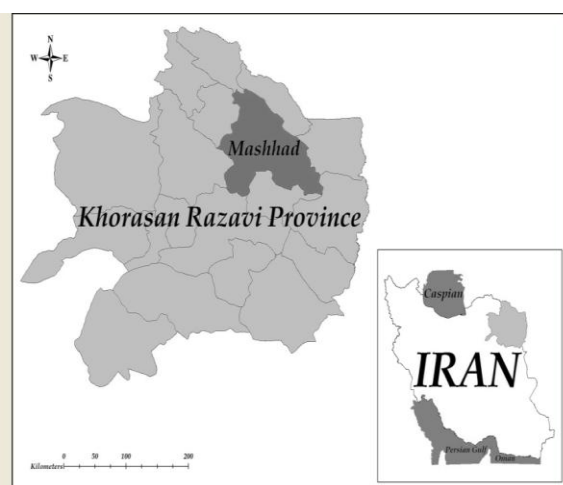 N
W E
S
Mashhad
Khorasan Razavi Province
Caspian
IRAN
Persian Gulf
Oman
0 50 100 200
Kilometers